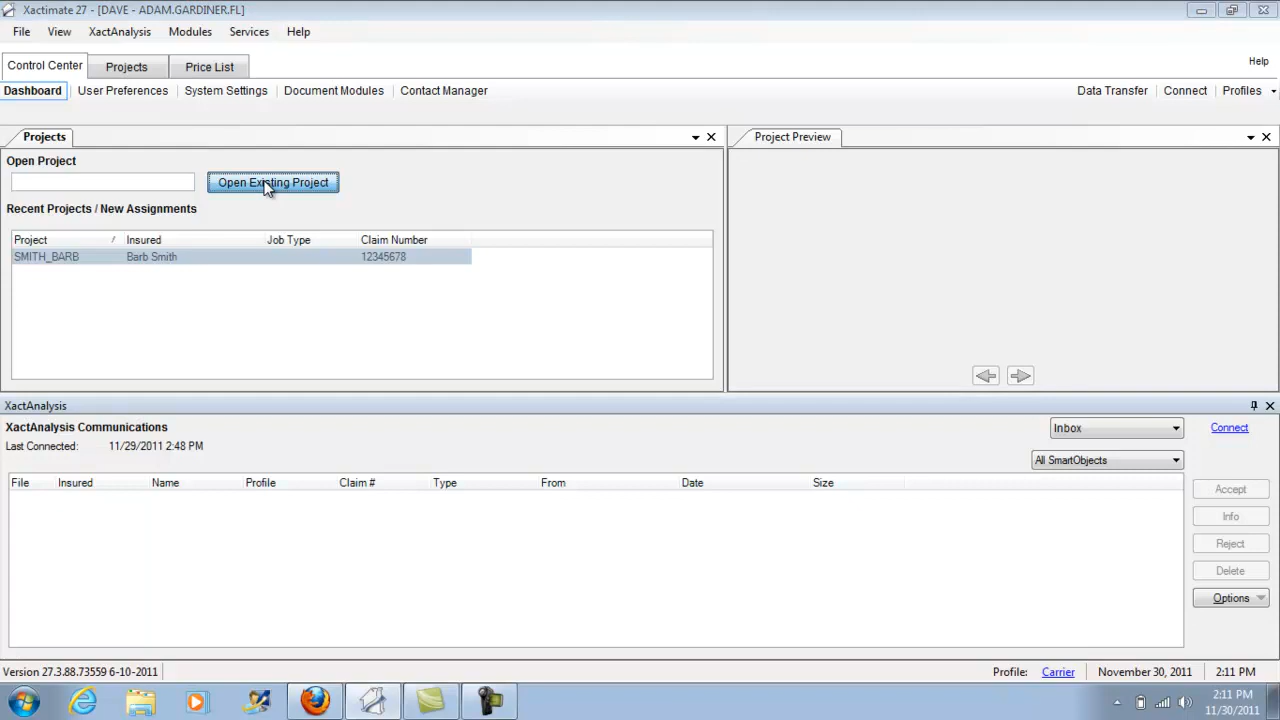 Xactimate 27 - [DAVE - ADAM.GARDINER.FL]
File View XactAnalysis Modules Services Help
Control Center Projects Price List Help
Dashboard User Preferences System Settings Document Modules Contact Manager Data Transfer Connect Profiles
Projects
Project Preview
Open Project
Open Existing Project
Recent Projects / New Assignments
Project / Insured Job Type Claim Number
SMITH_BARB Barb Smith 12345678
XactAnalysis
XactAnalysis Communications Inbox Connect
Last Connected: 11/29/2011 2:48 PM
All SmartObjects
File Insured Name Profile Claim # Type From Date Size
Accept
Info
Reject
Delete
Options
Version 27.3.88.73559 6-10-2011 Profile: Carrier November 30, 2011 2:11 PM
2:11 PM
11/30/2011